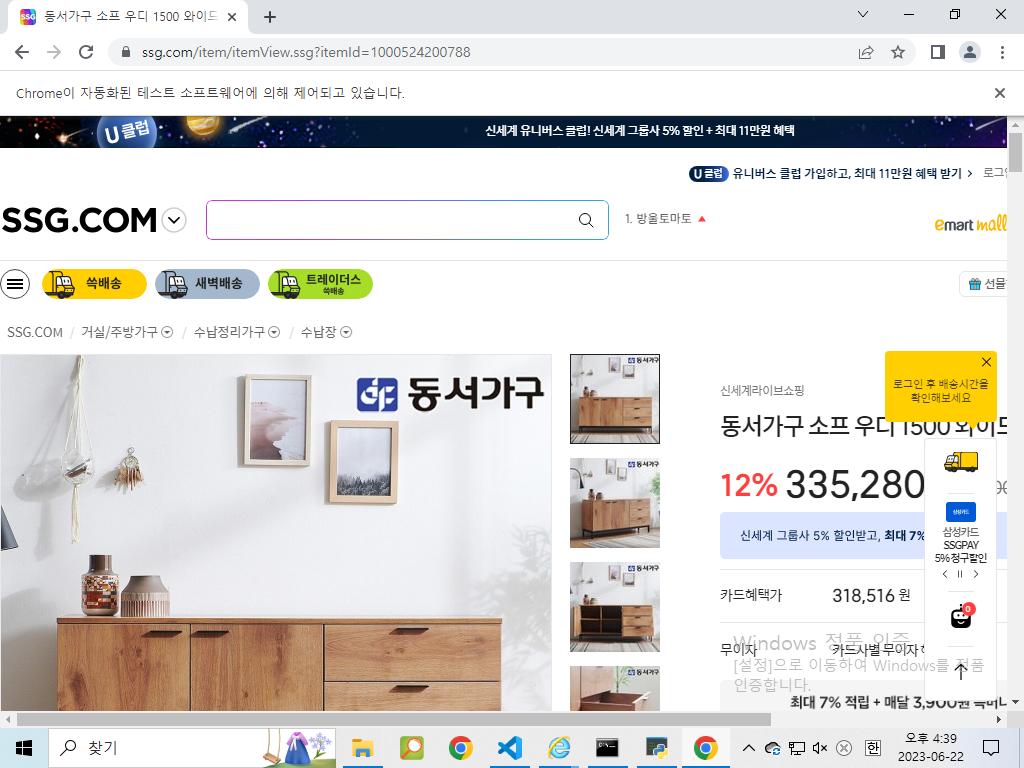 동서가구 소프 우디 1500 와이드
ssg.com/item/itemView.ssg?itemId=1000524200788
Chrome이 자동화된 테스트 소프트웨어에 의해 제어되고 있습니다.
U 클럽
신세계 유니버스 클럽! 신세계 그룹사 5% 할인 + 최대 11만원 혜택
U 클럽 유니버스 클럽 가입하고, 최대 11만원 혜택 받기 >
SSG.COM
1. 방울토마토
emart mall
쓱배송
새벽배송
트레이더스
쓱배송
선물
SSG.COM / 거실/주방가구 / 수납정리가구 / 수납장
동서가구
로그인 후 배송시간을
확인해보세요
신세계라이브쇼핑
동서가구 소프 우디 1500 와이드
12% 335,280
신세계 그룹사 5% 할인받고, 최대 7%
삼성카드
삼성카드
SSGPAY
5% 청구할인
카드혜택가 318,516 원
0
무이자 카드사별 무이자
Windows 정품 인증
[설정]으로 이동하여 Windows를 정품
인증합니다.
최대 7% 적립 + 매달 3,900원
찾기
오후 4:39
2023-06-22
한